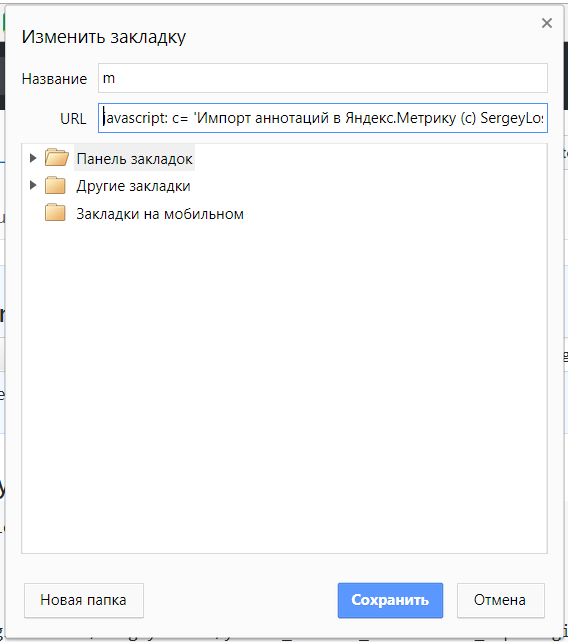 Изменить закладку
Название m
URL javascript: c= 'Импорт аннотаций в Яндекс.Метрику (c) SergeyLos
Панель закладок
Другие закладки
Закладки на мобильном
Новая папка Сохранить Отмена